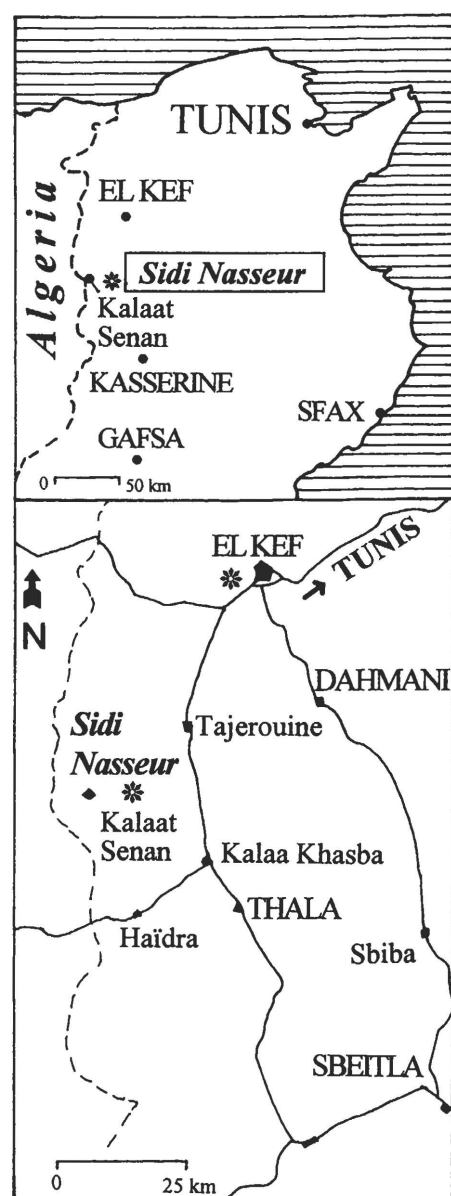 TUNIS
EL KEF
Algeria
Sidi Nasseur
Kalaat
Senan
KASSERINE
SFAX
GAFSA
0 50 km
EL KEF
TUNIS
N
DAHMANI
Sidi
Nasseur
Tajerouine
Kalaat
Senan
Kalaa Khasba
THALA
Haïdra
Sbiba
SBEITLA
0 25 km